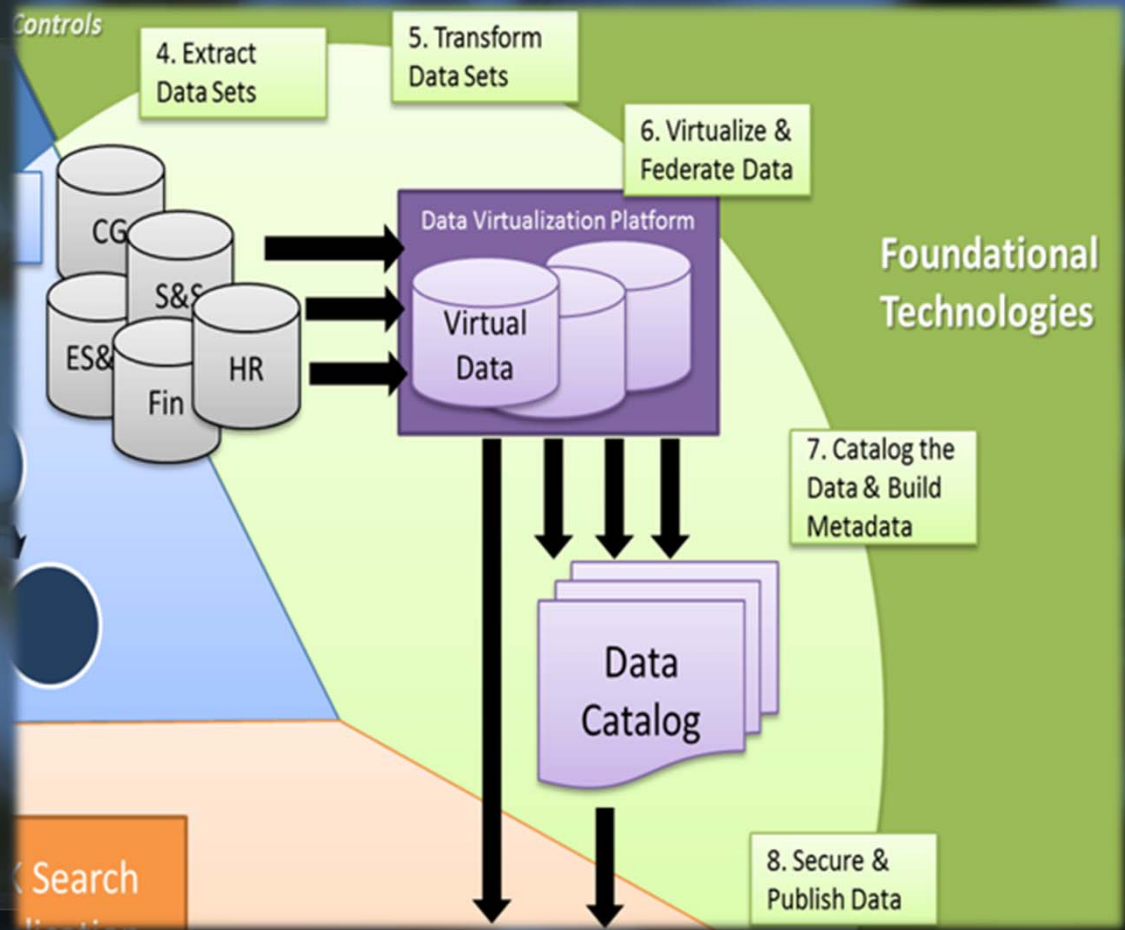 Controls
4. Extract
Data Sets
5. Transform
Data Sets
6. Virtualize &
Federate Data
Data Virtualization Platform
CG
S&S
ES&
Fin
HR
Virtual
Data
Foundational
Technologies
7. Catalog the
Data & Build
Metadata
Data
Catalog
8. Secure &
Publish Data
Search